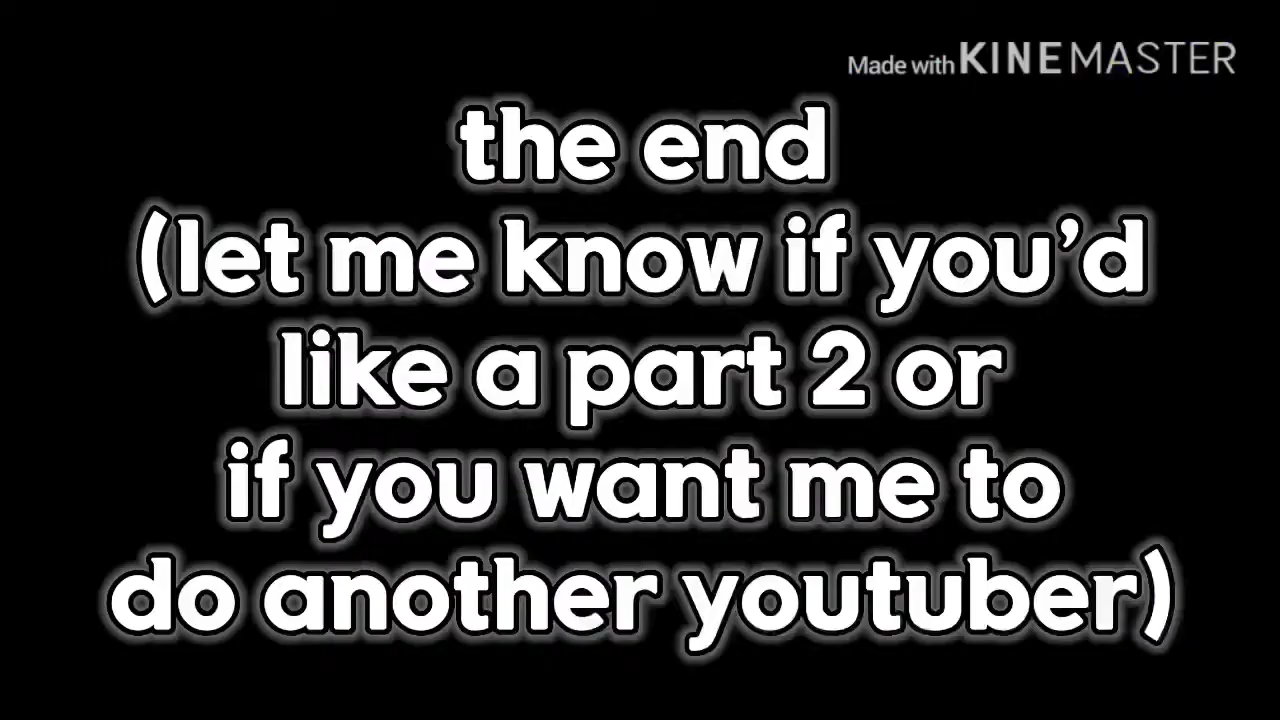 Made with KINEMASTER
the end
(let me know if you’d
like a part 2 or
if you want me to
do another youtuber)